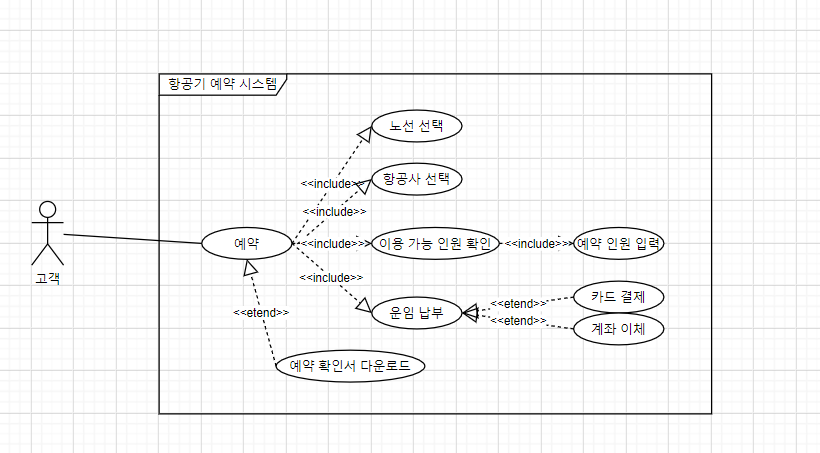 항공기 예약 시스템
노선 선택
<<include>>
항공사 선택
<<include>>
예약
<<include>>
이용 가능 인원 확인
<<include>>
예약 인원 입력
<<include>>
운임 납부
<<etend>>
카드 결제
<<etend>>
계좌 이체
고객
<<etend>>
예약 확인서 다운로드